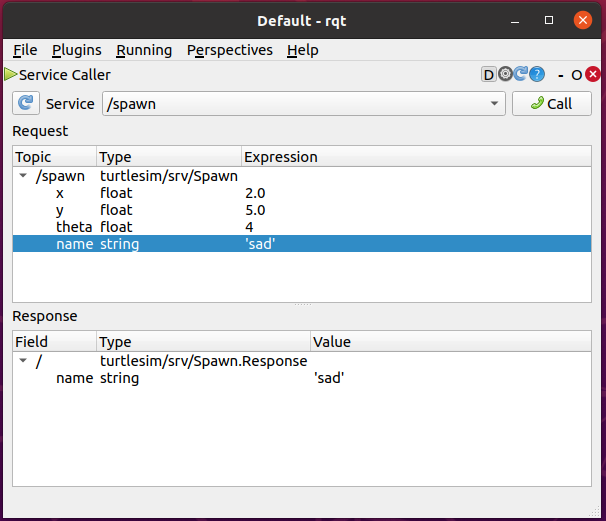 Default - rqt
File Plugins Running Perspectives Help
Service Caller D - O
Service /spawn Call
Request
Topic Type Expression
/spawn turtlesim/srv/Spawn
x float 2.0
y float 5.0
theta float 4
name string 'sad'
Response
Field Type Value
/ turtlesim/srv/Spawn.Response
name string 'sad'